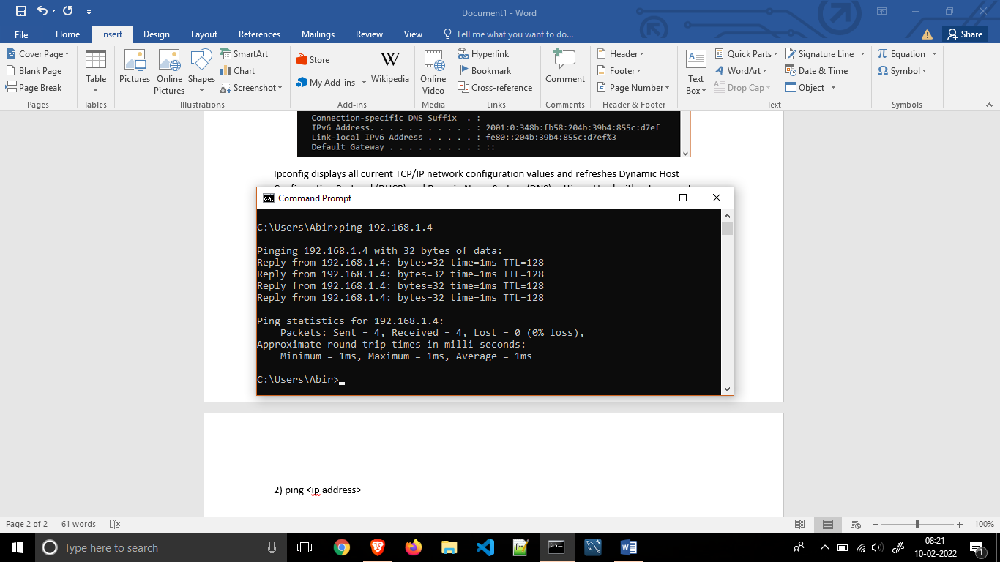 Document1 - Word
File Home Insert Design Layout References Mailings Review View Tell me what you want to do... Share
Cover Page
Blank Page
Page Break
Pages
Table
Tables
Pictures
Online Pictures
Shapes
SmartArt
Chart
Screenshot
Illustrations
Store
My Add-ins
W
Wikipedia
Add-ins
Online Video
Media
Hyperlink
Bookmark
Cross-reference
Links
Comment
Comments
Header
Footer
Page Number
Header & Footer
Text Box
Quick Parts
WordArt
Drop Cap
Signature Line
Date & Time
Object
Text
π Equation
Ω Symbol
Symbols
Connection-specific DNS Suffix . :
IPv6 Address. . . . . . . . . . . : 2001:0:348b:fb58:204b:39b4:855c:d7ef
Link-local IPv6 Address . . . . . : fe80::204b:39b4:855c:d7ef%3
Default Gateway . . . . . . . . . : ::
Ipconfig displays all current TCP/IP network configuration values and refreshes Dynamic Host
Command Prompt
C:\Users\Abir>ping 192.168.1.4
Pinging 192.168.1.4 with 32 bytes of data:
Reply from 192.168.1.4: bytes=32 time=1ms TTL=128
Reply from 192.168.1.4: bytes=32 time=1ms TTL=128
Reply from 192.168.1.4: bytes=32 time=1ms TTL=128
Reply from 192.168.1.4: bytes=32 time=1ms TTL=128
Ping statistics for 192.168.1.4:
Packets: Sent = 4, Received = 4, Lost = 0 (0% loss),
Approximate round trip times in milli-seconds:
Minimum = 1ms, Maximum = 1ms, Average = 1ms
C:\Users\Abir>
2) ping <ip address>
Page 2 of 2 61 words 100%
Type here to search
08:21
10-02-2022
1